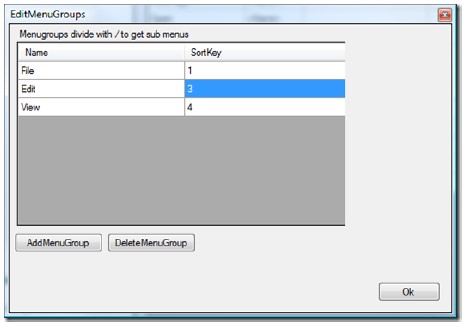 EditMenuGroups
Menugroups divide with / to get sub menus
Name SortKey
File 1
Edit 3
View 4
AddMenuGroup DeleteMenuGroup
Ok